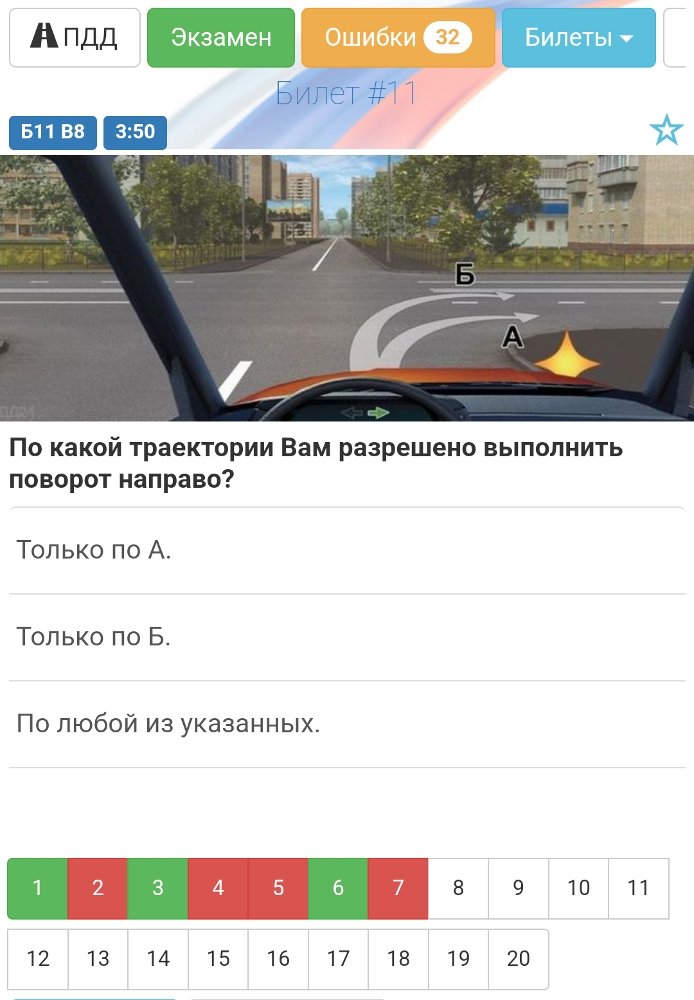 ПДД Экзамен Ошибки 32 Билеты
Билет #11
Б11 В8 3:50
Б
А
По какой траектории Вам разрешено выполнить
поворот направо?
Только по А.
Только по Б.
По любой из указанных.
1 2 3 4 5 6 7 8 9 10 11
12 13 14 15 16 17 18 19 20